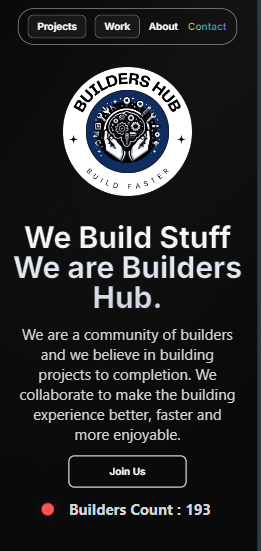 Projects Work About Contact
BUILDERS HUB
BUILD FASTER
We Build Stuff
We are Builders
Hub.
We are a community of builders
and we believe in building
projects to completion. We
collaborate to make the building
experience better, faster and
more enjoyable.
Join Us
Builders Count : 193